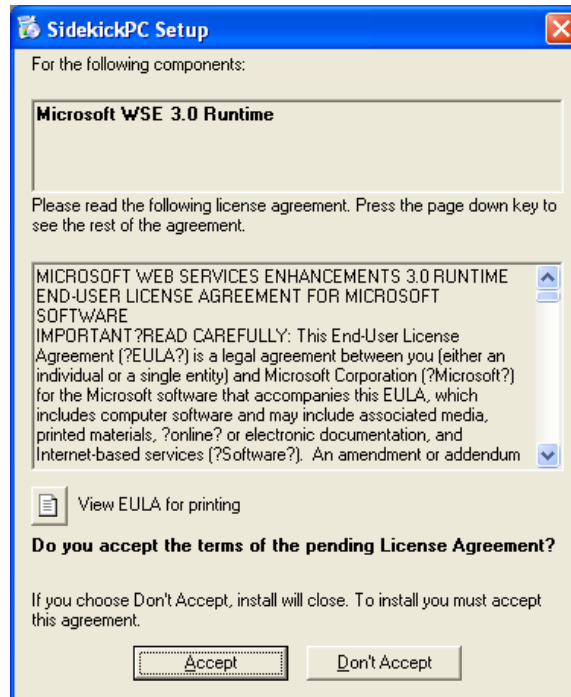 SidekickPC Setup
For the following components:
Microsoft WSE 3.0 Runtime
Please read the following license agreement. Press the page down key to
see the rest of the agreement.
MICROSOFT WEB SERVICES ENHANCEMENTS 3.0 RUNTIME
END-USER LICENSE AGREEMENT FOR MICROSOFT
SOFTWARE
IMPORTANT?READ CAREFULLY: This End-User License
Agreement (?EULA?) is a legal agreement between you (either an
individual or a single entity) and Microsoft Corporation (?Microsoft?)
for the Microsoft software that accompanies this EULA, which
includes computer software and may include associated media,
printed materials, ?online? or electronic documentation, and
Internet-based services (?Software?).  An amendment or addendum
View EULA for printing
Do you accept the terms of the pending License Agreement?
If you choose Don't Accept, install will close. To install you must accept
this agreement.
Accept
Don't Accept